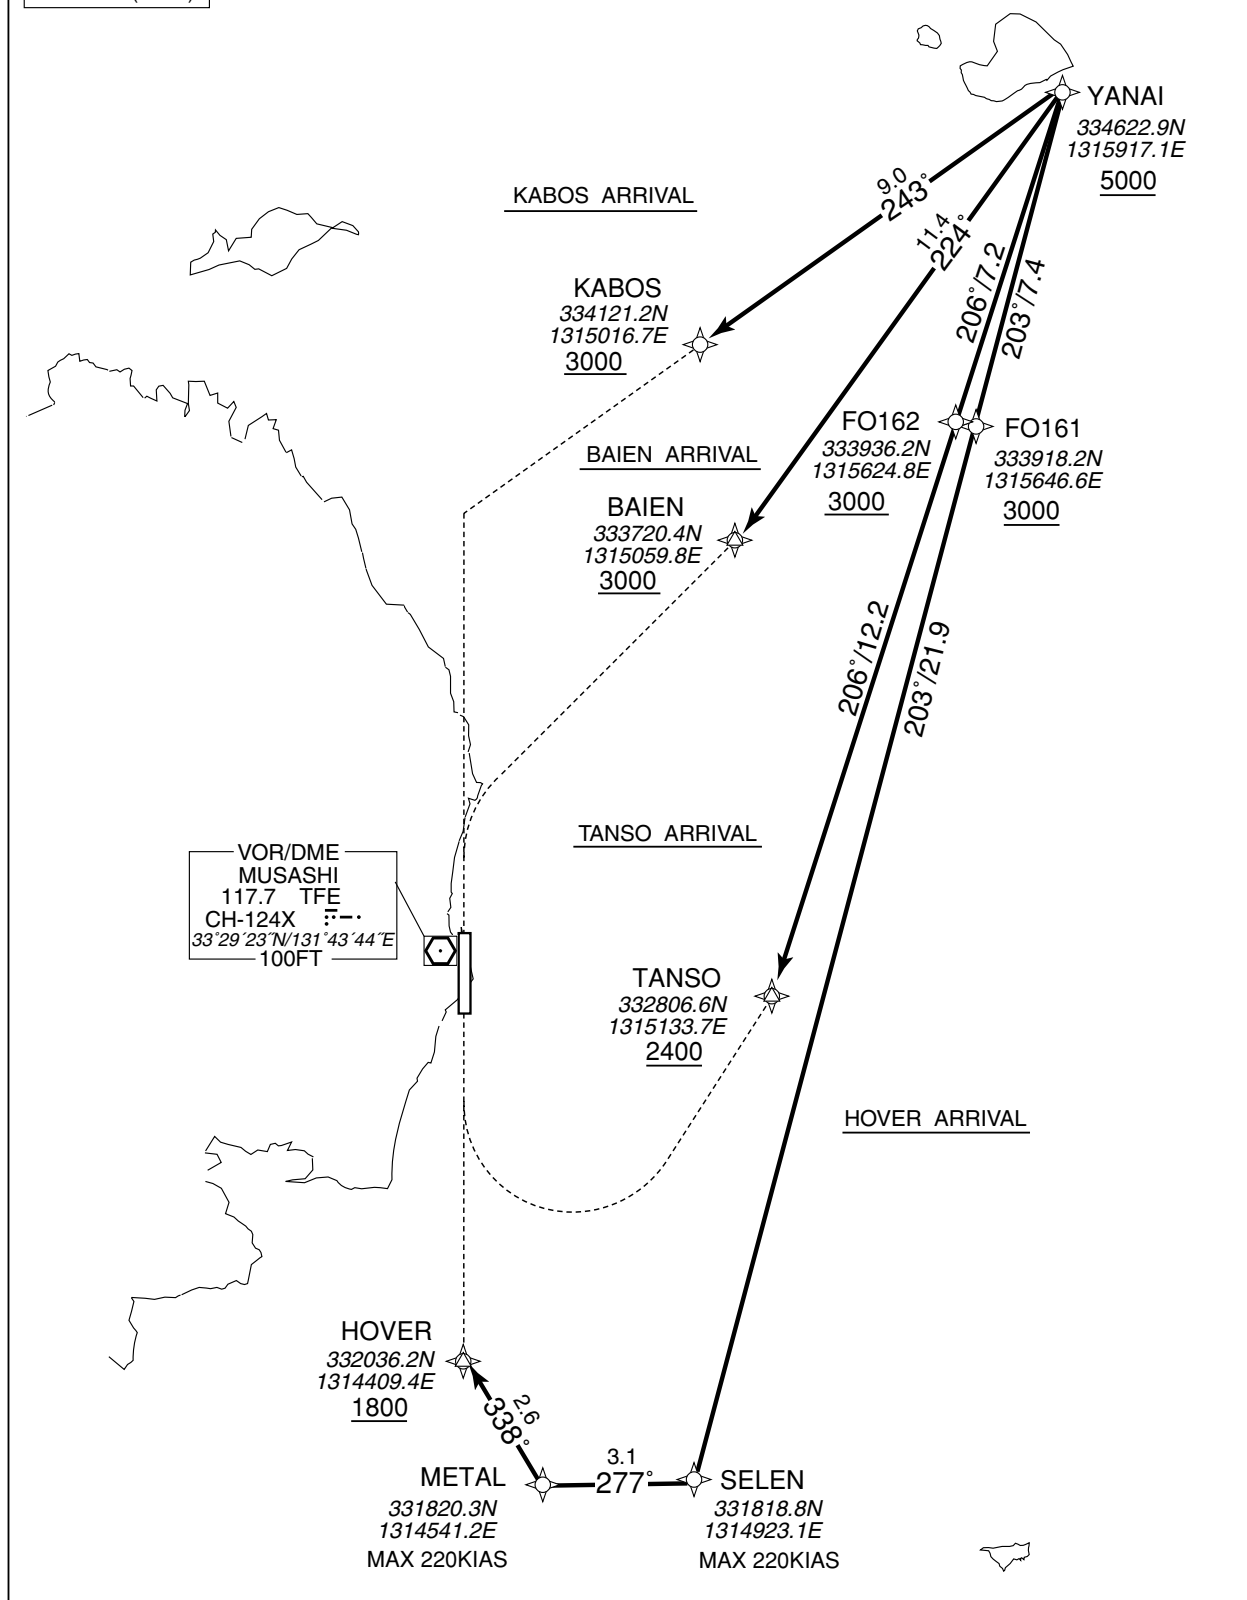 YANAI
334622.9N
1315917.1E
5000
KABOS ARRIVAL
9.0
243°
11.4
224°
206°/7.2
203°/7.4
KABOS
334121.2N
1315016.7E
3000
FO162
333936.2N
1315624.8E
3000
FO161
333918.2N
1315646.6E
3000
BAIEN ARRIVAL
BAIEN
333720.4N
1315059.8E
3000
206°/12.2
203°/21.9
TANSO ARRIVAL
VOR/DME
MUSASHI
117.7 TFE
CH-124X
33°29´23˝N/131°43´44˝E
100FT
TANSO
332806.6N
1315133.7E
2400
HOVER ARRIVAL
HOVER
332036.2N
1314409.4E
1800
2.6
338°
3.1
277°
METAL
331820.3N
1314541.2E
MAX 220KIAS
SELEN
331818.8N
1314923.1E
MAX 220KIAS